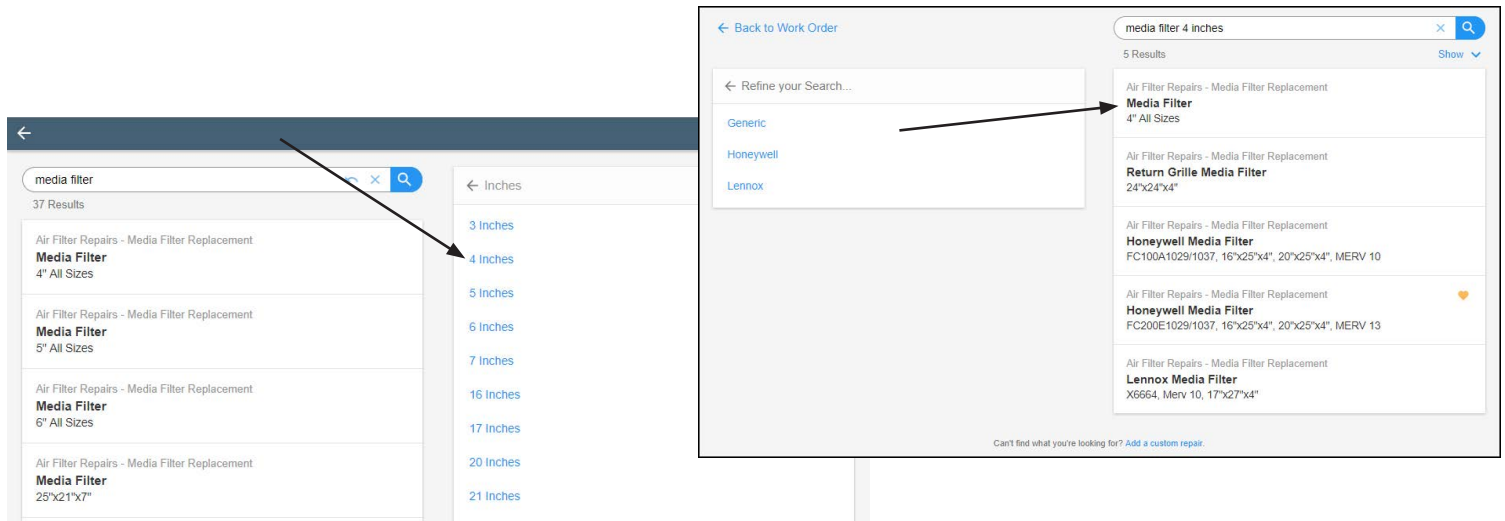 media filter
37 Results
Air Filter Repairs - Media Filter Replacement
Media Filter
4" All Sizes
Air Filter Repairs - Media Filter Replacement
Media Filter
5" All Sizes
Air Filter Repairs - Media Filter Replacement
Media Filter
6" All Sizes
Air Filter Repairs - Media Filter Replacement
Media Filter
25"x21"x7"
Inches
3 Inches
4 Inches
5 Inches
6 Inches
7 Inches
16 Inches
17 Inches
20 Inches
21 Inches
Back to Work Order
Refine your Search...
Generic
Honeywell
Lennox
media filter 4 inches
5 Results
Show
Air Filter Repairs - Media Filter Replacement
Media Filter
4" All Sizes
Air Filter Repairs - Media Filter Replacement
Return Grille Media Filter
24"x24"x4"
Air Filter Repairs - Media Filter Replacement
Honeywell Media Filter
FC100A1029/1037, 16"x25"x4", 20"x25"x4", MERV 10
Air Filter Repairs - Media Filter Replacement
Honeywell Media Filter
FC200E1029/1037, 16"x25"x4", 20"x25"x4", MERV 13
Air Filter Repairs - Media Filter Replacement
Lennox Media Filter
X6664, Merv 10, 17"x27"x4"
Can't find what you're looking for? Add a custom repair.